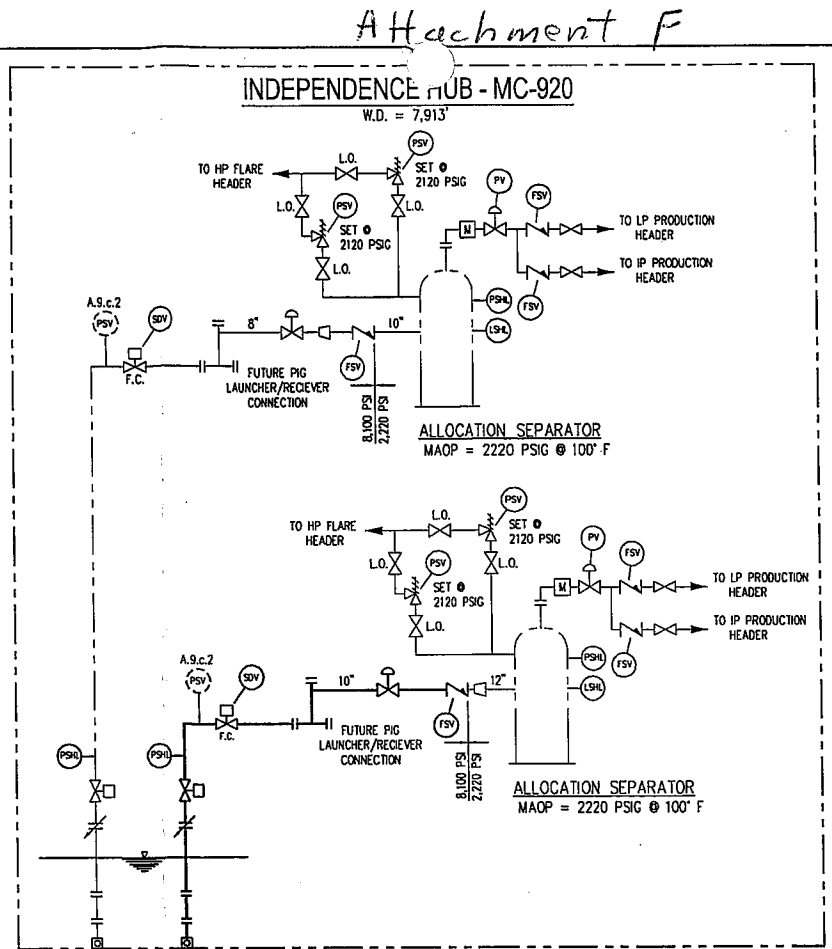 Attachment F
INDEPENDENCE HUB - MC-920
W.D. = 7,913'
PSV
L.O.
TO HP FLARE
HEADER
SET @
2120 PSIG
PV
FSV
L.O.
PSV
L.O.
SET @
2120 PSIG
M
TO LP PRODUCTION
HEADER
L.O.
TO IP PRODUCTION
HEADER
FSV
PSHL
LSHL
A.9.c.2
PSV
SDV
8"
10"
F.C.
FSV
FUTURE PIG
LAUNCHER/RECIEVER
CONNECTION
8,100 PSI
2,220 PSI
ALLOCATION SEPARATOR
MAOP = 2220 PSIG @ 100° F
PSV
L.O.
TO HP FLARE
HEADER
SET @
2120 PSIG
PV
FSV
L.O.
PSV
L.O.
SET @
2120 PSIG
M
TO LP PRODUCTION
HEADER
L.O.
TO IP PRODUCTION
HEADER
FSV
PSHL
LSHL
A.9.c.2
PSV
SDV
10"
12"
F.C.
FSV
FUTURE PIG
LAUNCHER/RECIEVER
CONNECTION
8,100 PSI
2,220 PSI
PSHL
PSHL
ALLOCATION SEPARATOR
MAOP = 2220 PSIG @ 100° F